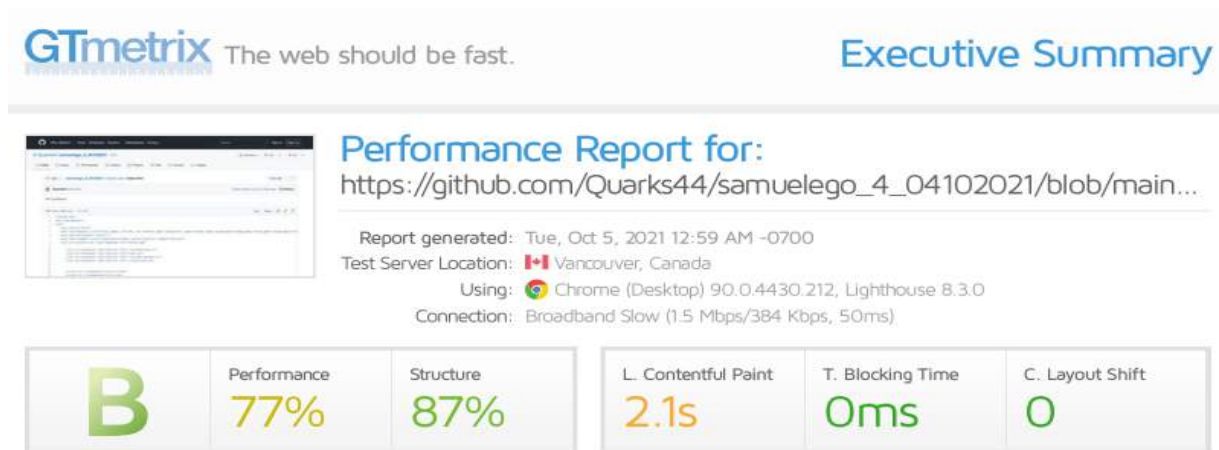 GTmetrix The web should be fast.
Executive Summary
Performance Report for:
https://github.com/Quarks44/samuelego_4_04102021/blob/main...
Report generated: Tue, Oct 5, 2021 12:59 AM -0700
Test Server Location: Vancouver, Canada
Using: Chrome (Desktop) 90.0.4430.212, Lighthouse 8.3.0
Connection: Broadband Slow (1.5 Mbps/384 Kbps, 50ms)
B
Performance
77%
Structure
87%
L. Contentful Paint
2.1s
T. Blocking Time
0ms
C. Layout Shift
0